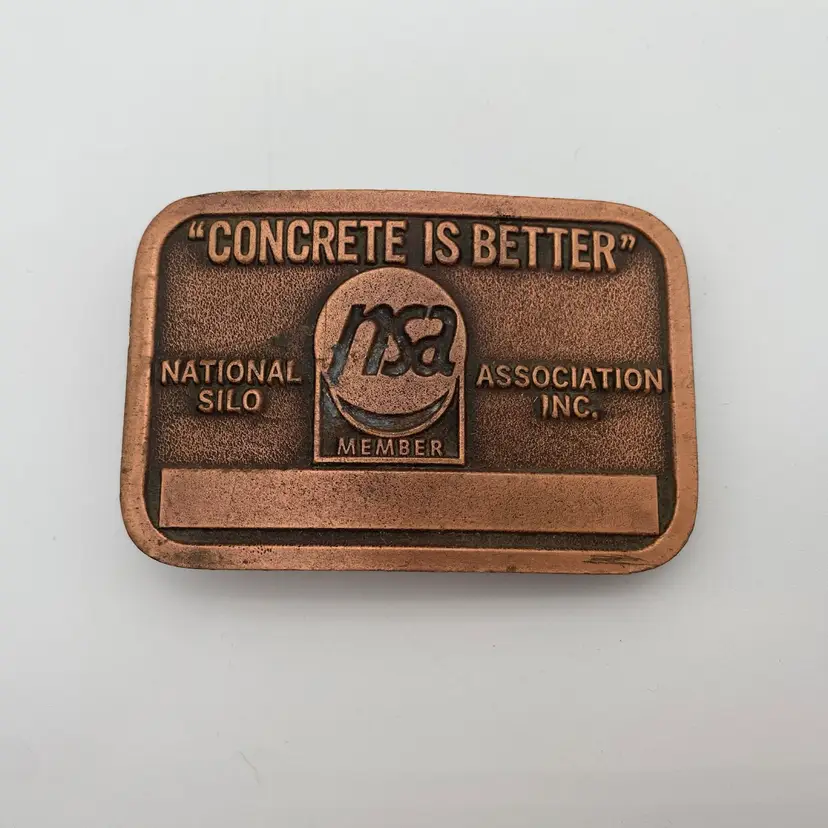 "CONCRETE IS BETTER"
nsa
NATIONAL
SILO
ASSOCIATION
INC.
MEMBER